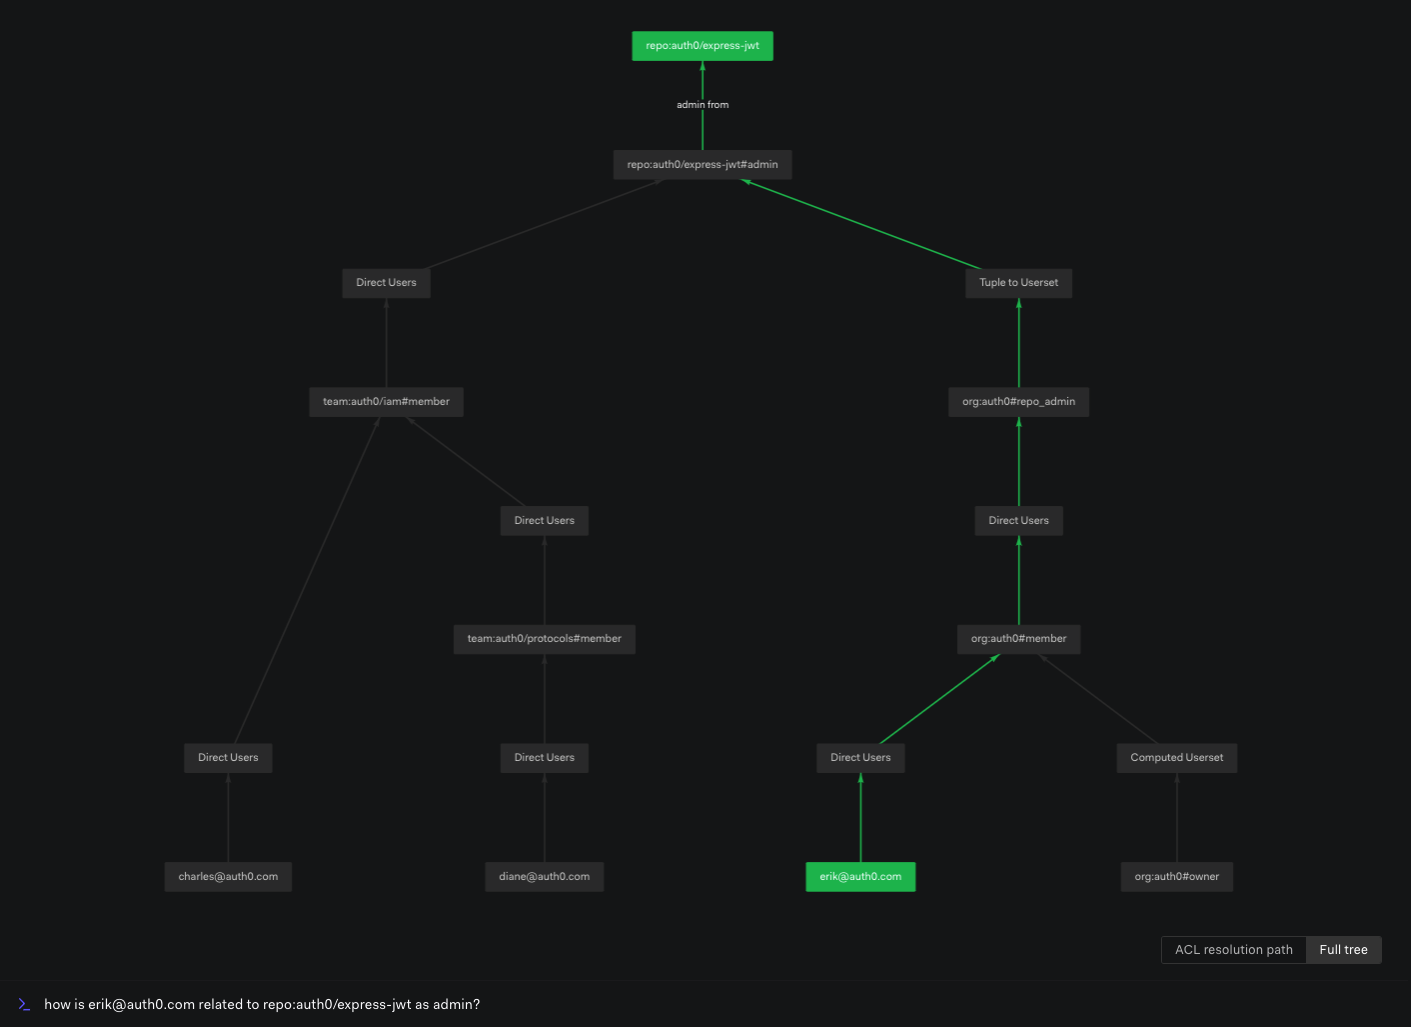 repo:auth0/express-jwt
admin from
repo:auth0/express-jwt#admin
Direct Users
Tuple to Userset
team:auth0/iam#member
org:auth0#repo_admin
Direct Users
Direct Users
team:auth0/protocols#member
org:auth0#member
Direct Users
Direct Users
Direct Users
Computed Userset
charles@auth0.com
diane@auth0.com
erik@auth0.com
org:auth0#owner
ACL resolution path
Full tree
>_ how is erik@auth0.com related to repo:auth0/express-jwt as admin?